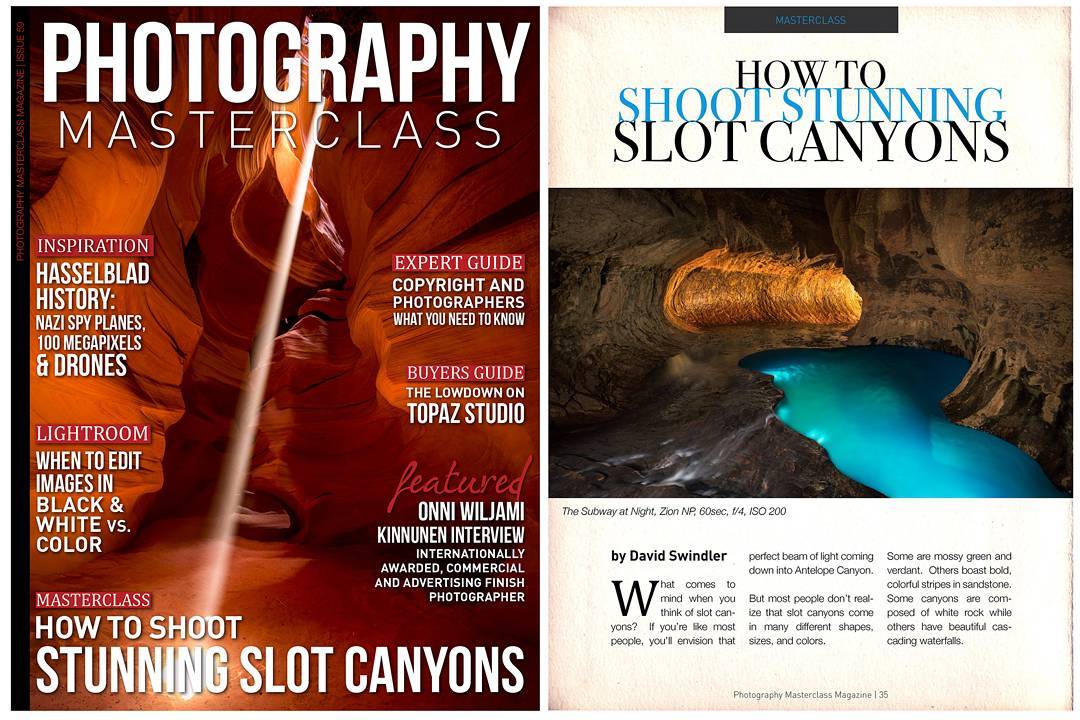 PHOTOGRAPHY MASTERCLASS MAGAZINE | ISSUE 59
PHOTOGRAPHY
MASTERCLASS
INSPIRATION
HASSELBLAD
HISTORY:
NAZI SPY PLANES,
100 MEGAPIXELS
& DRONES
LIGHTROOM
WHEN TO EDIT
IMAGES IN
BLACK &
WHITE VS.
COLOR
MASTERCLASS
HOW TO SHOOT
STUNNING SLOT CANYONS
EXPERT GUIDE
COPYRIGHT AND
PHOTOGRAPHERS
WHAT YOU NEED TO KNOW
BUYERS GUIDE
THE LOWDOWN ON
TOPAZ STUDIO
featured
ONNI WILJAMI
KINNUNEN INTERVIEW
INTERNATIONALLY
AWARDED, COMMERCIAL
AND ADVERTISING FINISH
PHOTOGRAPHER
MASTERCLASS
HOW TO
SHOOT STUNNING
SLOT CANYONS
The Subway at Night, Zion NP, 60sec, f/4, ISO 200
by David Swindler
What comes to
mind when you
think of slot can-
yons? If you're like most
people, you'll envision that
perfect beam of light coming
down into Antelope Canyon.
But most people don't real-
ize that slot canyons come
in many different shapes,
sizes, and colors.
Some are mossy green and
verdant. Others boast bold,
colorful stripes in sandstone.
Some canyons are com-
posed of white rock while
others have beautiful cas-
cading waterfalls.
Photography Masterclass Magazine | 35